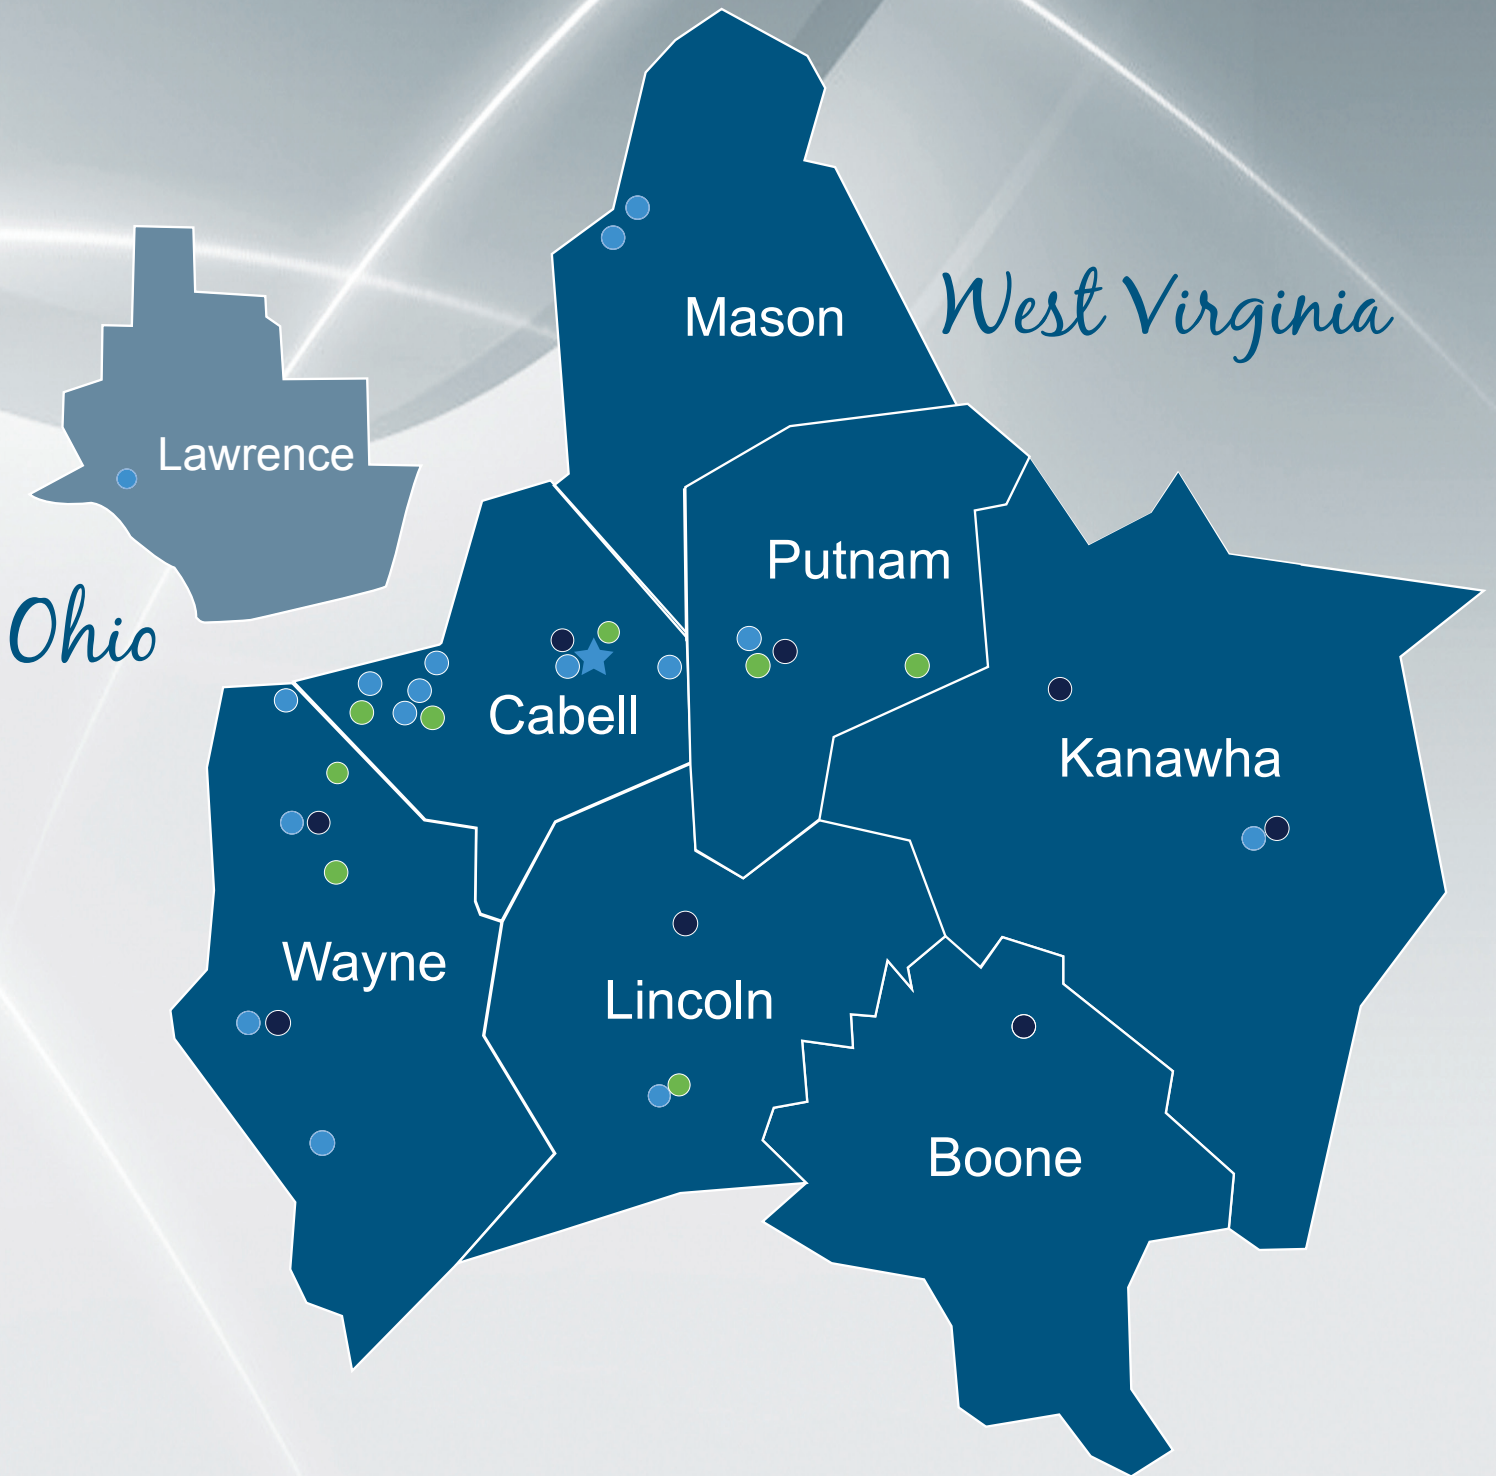 Mason
West Virginia
Lawrence
Putnam
Ohio
Cabell
Kanawha
Wayne
Lincoln
Boone